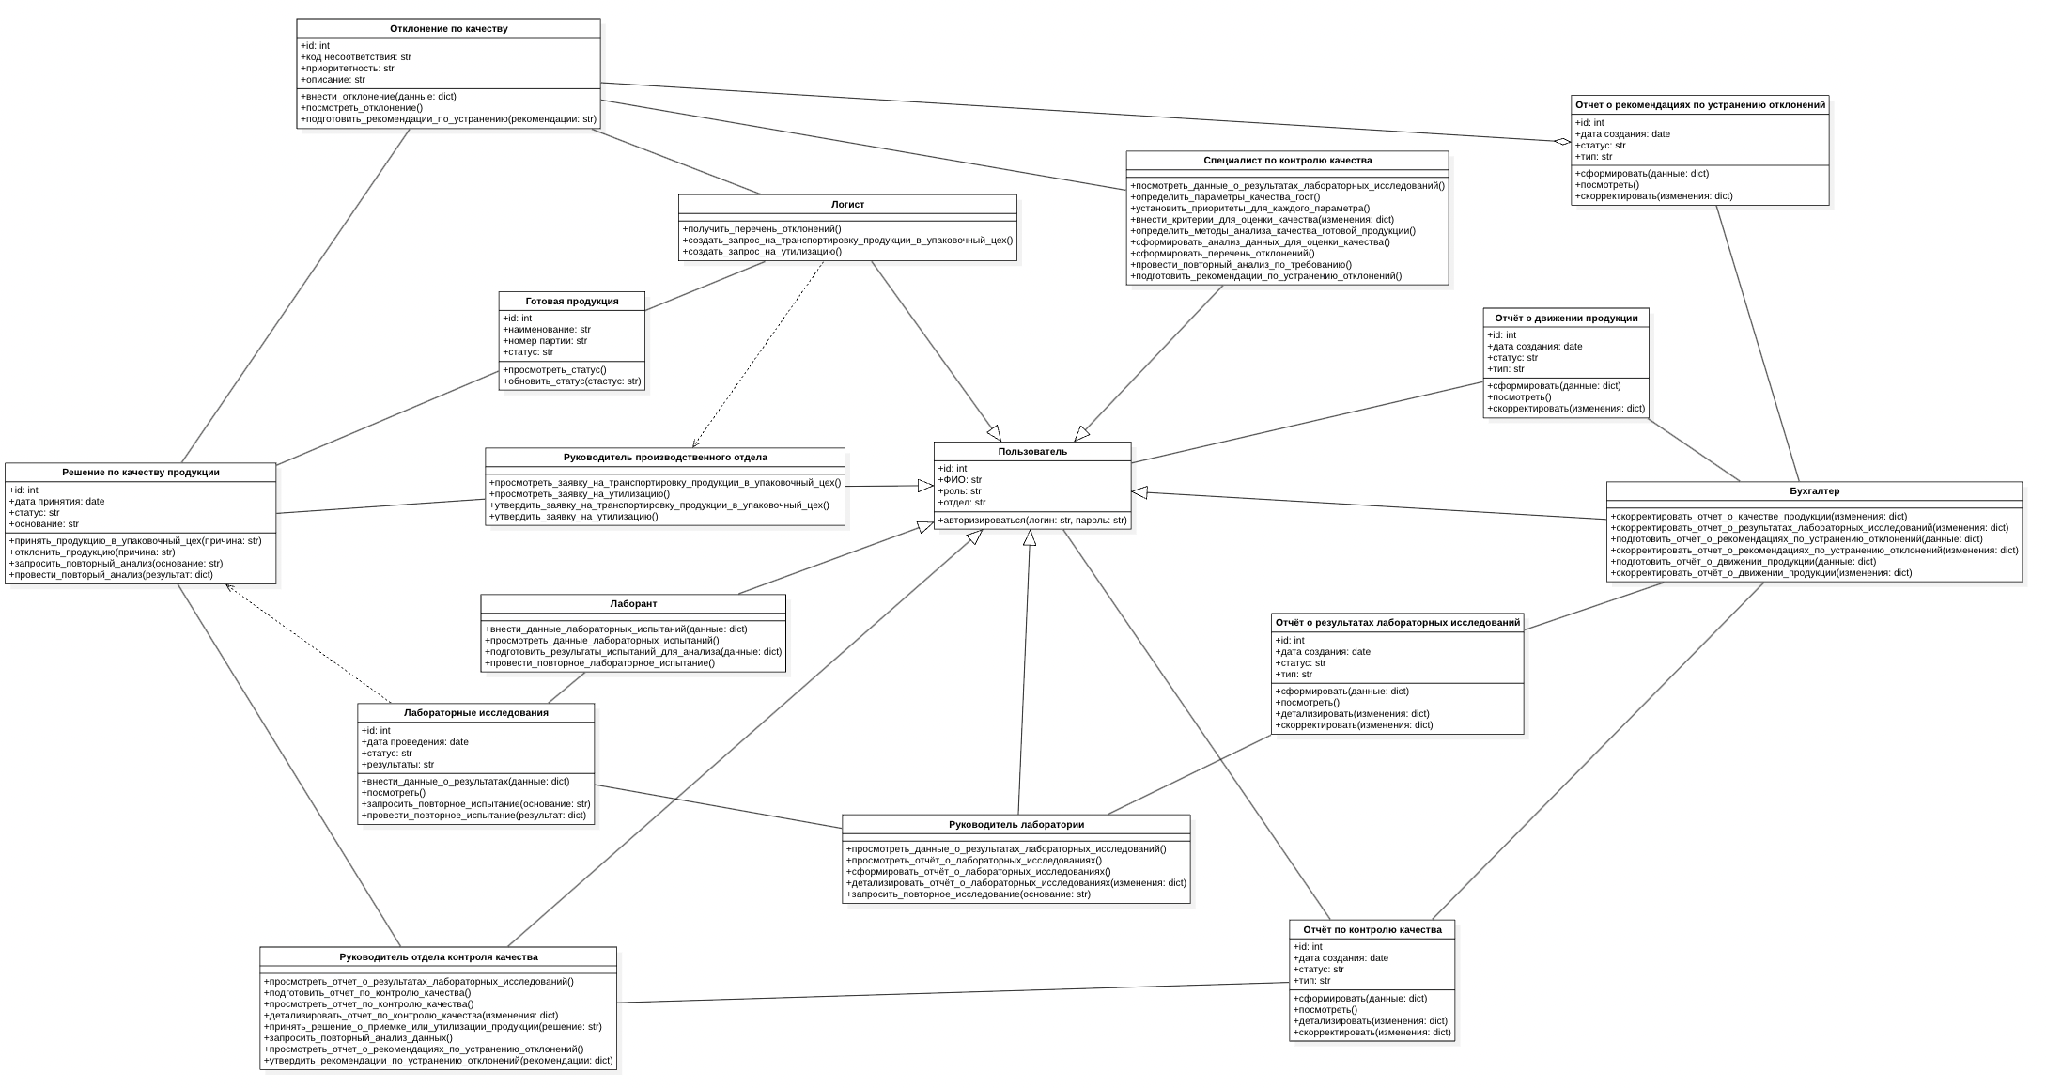 Отклонение по качеству
+id: int
+код несоответствия: str
+приоритетность: str
+описание: str
+внести_отклонение(данные: dict)
+посмотреть_отклонение()
+подготовить_рекомендации_по_устранению(рекомендации: str)
Отчет о рекомендациях по устранению отклонений
+id: int
+дата создания: date
+статус: str
+тип: str
+сформировать(данные: dict)
+посмотреть()
+скорректировать(изменения: dict)
Специалист по контролю качества
+посмотреть_данные_о_результатах_лабораторных_исследований()
+определить_параметры_качества_гост()
+установить_приоритеты_для_каждого_параметра()
+внести_критерии_для_оценки_качества(изменения: dict)
+определить_методы_анализа_качества_готовой_продукции()
+сформировать_анализ_данных_для_оценки_качества()
+сформировать_перечень_отклонений()
+провести_повторный_анализ_по_требованию()
+подготовить_рекомендации_по_устранению_отклонений()
Логист
+получить_перечень_отклонений()
+создать_запрос_на_транспортировку_продукции_в_упаковочный_цех()
+создать_запрос_на_утилизацию()
Готовая продукция
+id: int
+наименование: str
+номер партии: str
+статус: str
+просмотреть_статус()
+обновить_статус(стастус: str)
Отчёт о движении продукции
+id: int
+дата создания: date
+статус: str
+тип: str
+сформировать(данные: dict)
+посмотреть()
+скорректировать(изменения: dict)
Решение по качеству продукции
+id: int
+дата принятия: date
+статус: str
+основание: str
+принять_продукцию_в_упаковочный_цех(причина: str)
+отклонить_продукцию(причина: str)
+запросить_повторный_анализ(основание: str)
+провести_повторый_анализ(результат: dict)
Руководитель производственного отдела
+просмотреть_заявку_на_транспортировку_продукции_в_упаковочный_цех()
+просмотреть_заявку_на_утилизацию()
+утвердить_заявку_на_транспортировку_продукции_в_упаковочный_цех()
+утвердить_заявку_на_утилизацию()
Пользователь
+id: int
+ФИО: str
+роль: str
+отдел: str
+авторизироваться(логин: str, пароль: str)
Бухгалтер
+скорректировать_отчет_о_качестве_продукции(изменения: dict)
+скорректировать_отчет_о_результатах_лабораторных_исследований(изменения: dict)
+подготовить_отчет_о_рекомендациях_по_устранению_отклонений(данные: dict)
+скорректировать_отчет_о_рекомендациях_по_устранению_отклонений(изменения: dict)
+подготовить_отчёт_о_движении_продукции(данные: dict)
+скорректировать_отчёт_о_движении_продукции(изменения: dict)
Лаборант
+внести_данные_лабораторных_испытаний(данные: dict)
+просмотреть_данные_лабораторных_испытаний()
+подготовить_результаты_испытаний_для_анализа(данные: dict)
+провести_повторное_лабораторное_испытание()
Отчёт о результатах лабораторных исследований
+id: int
+дата создания: date
+статус: str
+тип: str
+сформировать(данные: dict)
+посмотреть()
+детализировать(изменения: dict)
+скорректировать(изменения: dict)
Лабораторные исследования
+id: int
+дата проведения: date
+статус: str
+результаты: str
+внести_данные_о_результатах(данные: dict)
+посмотреть()
+запросить_повторное_испытание(основание: str)
+провести_повторное_испытание(результат: dict)
Руководитель лаборатории
+просмотреть_данные_о_результатах_лабораторных_исследований()
+просмотреть_отчёт_о_лабораторных_исследованиях()
+сформировать_отчёт_о_лабораторных_исследованиях()
+детализировать_отчёт_о_лабораторных_исследованиях(изменения: dict)
+запросить_повторное_исследование(основание: str)
Руководитель отдела контроля качества
+просмотреть_отчет_о_результатах_лабораторных_исследований()
+подготовить_отчет_по_контролю_качества()
+просмотреть_отчет_по_контролю_качества()
+детализировать_отчет_по_контролю_качества(изменения: dict)
+принять_решение_о_приемке_или_утилизации_продукции(решение: str)
+запросить_повторный_анализ_данных()
+просмотреть_отчет_о_рекомендациях_по_устранению_отклонений()
+утвердить_рекомендации_по_устранению_отклонений(рекомендации: dict)
Отчёт по контролю качества
+id: int
+дата создания: date
+статус: str
+тип: str
+сформировать(данные: dict)
+посмотреть()
+детализировать(изменения: dict)
+скорректировать(изменения: dict)